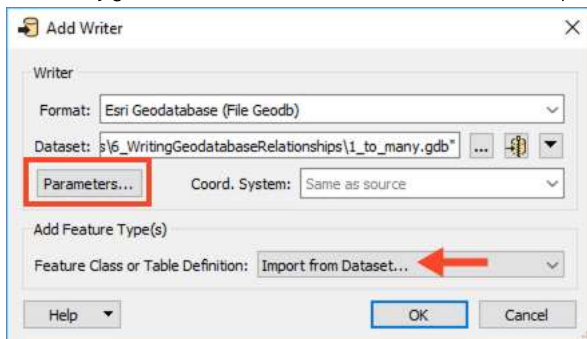 Add Writer
Writer
Format: Esri Geodatabase (File Geodb)
Dataset: s\6_WritingGeodatabaseRelationships\1_to_many.gdb" ...
Parameters... Coord. System: Same as source
Add Feature Type(s)
Feature Class or Table Definition: Import from Dataset...
Help OK Cancel